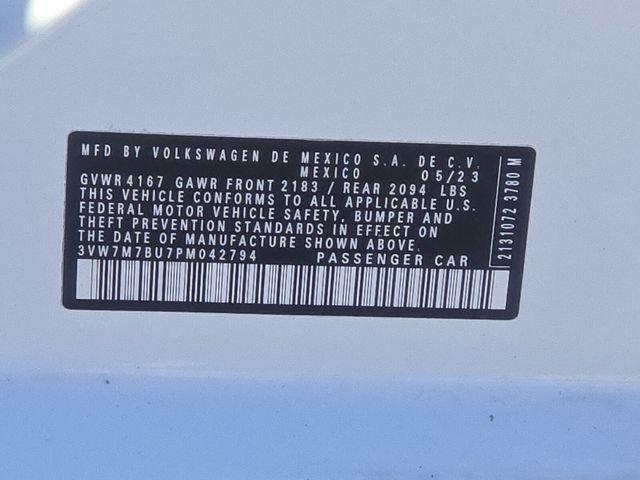 MFD BY VOLKSWAGEN DE MEXICO S.A. DE C.V.
MEXICO 05/23
GVWR 4167 GAWR FRONT 2183 / REAR 2094 LBS
THIS VEHICLE CONFORMS TO ALL APPLICABLE U.S.
FEDERAL MOTOR VEHICLE SAFETY, BUMPER AND
THEFT PREVENTION STANDARDS IN EFFECT ON
THE DATE OF MANUFACTURE SHOWN ABOVE.
3VW7M7BU7PM042794 PASSENGER CAR
2131072 3780 M